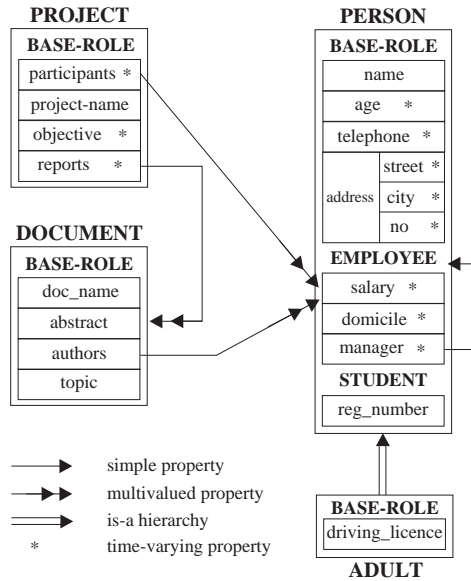 PROJECT
BASE-ROLE
participants *
project-name
objective *
reports *
DOCUMENT
BASE-ROLE
doc_name
abstract
authors
topic
PERSON
BASE-ROLE
name
age *
telephone *
address
street *
city *
no *
EMPLOYEE
salary *
domicile *
manager *
STUDENT
reg_number
BASE-ROLE
driving_licence
ADULT
simple property
multivalued property
is-a hierarchy
* time-varying property